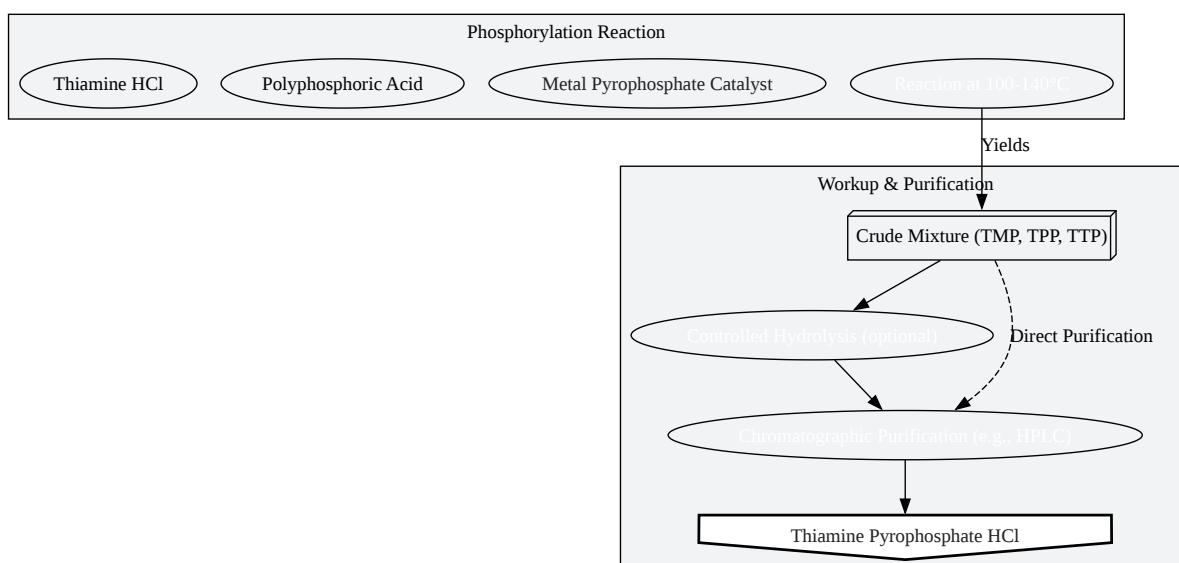 Phosphorylation Reaction
Thiamine HCl
Polyphosphoric Acid
Metal Pyrophosphate Catalyst
Reaction at 100-140°C
Yields
Workup & Purification
Crude Mixture (TMP, TPP, TTP)
Controlled Hydrolysis (optional)
Direct Purification
Chromatographic Purification (e.g., HPLC)
Thiamine Pyrophosphate HCl